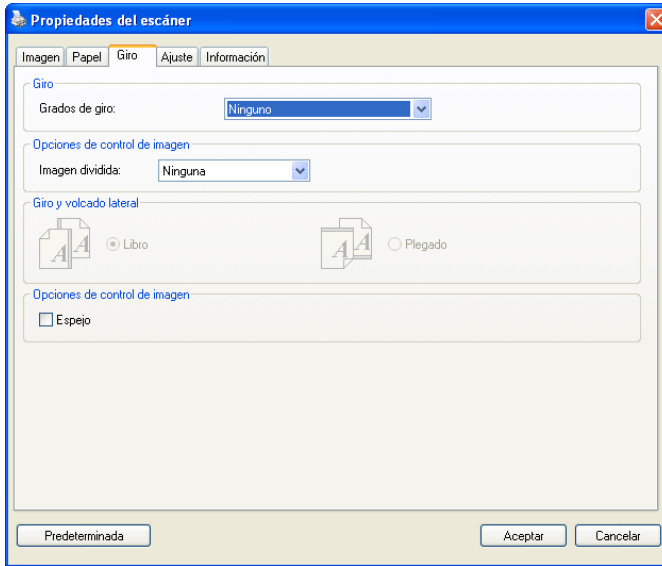 Propiedades del escáner
Imagen Papel Giro Ajuste Información
Giro
Grados de giro: Ninguno
Opciones de control de imagen
Imagen dividida: Ninguna
Giro y volcado lateral
A A Libro A A Plegado
Opciones de control de imagen
Espejo
Predeterminada Aceptar Cancelar